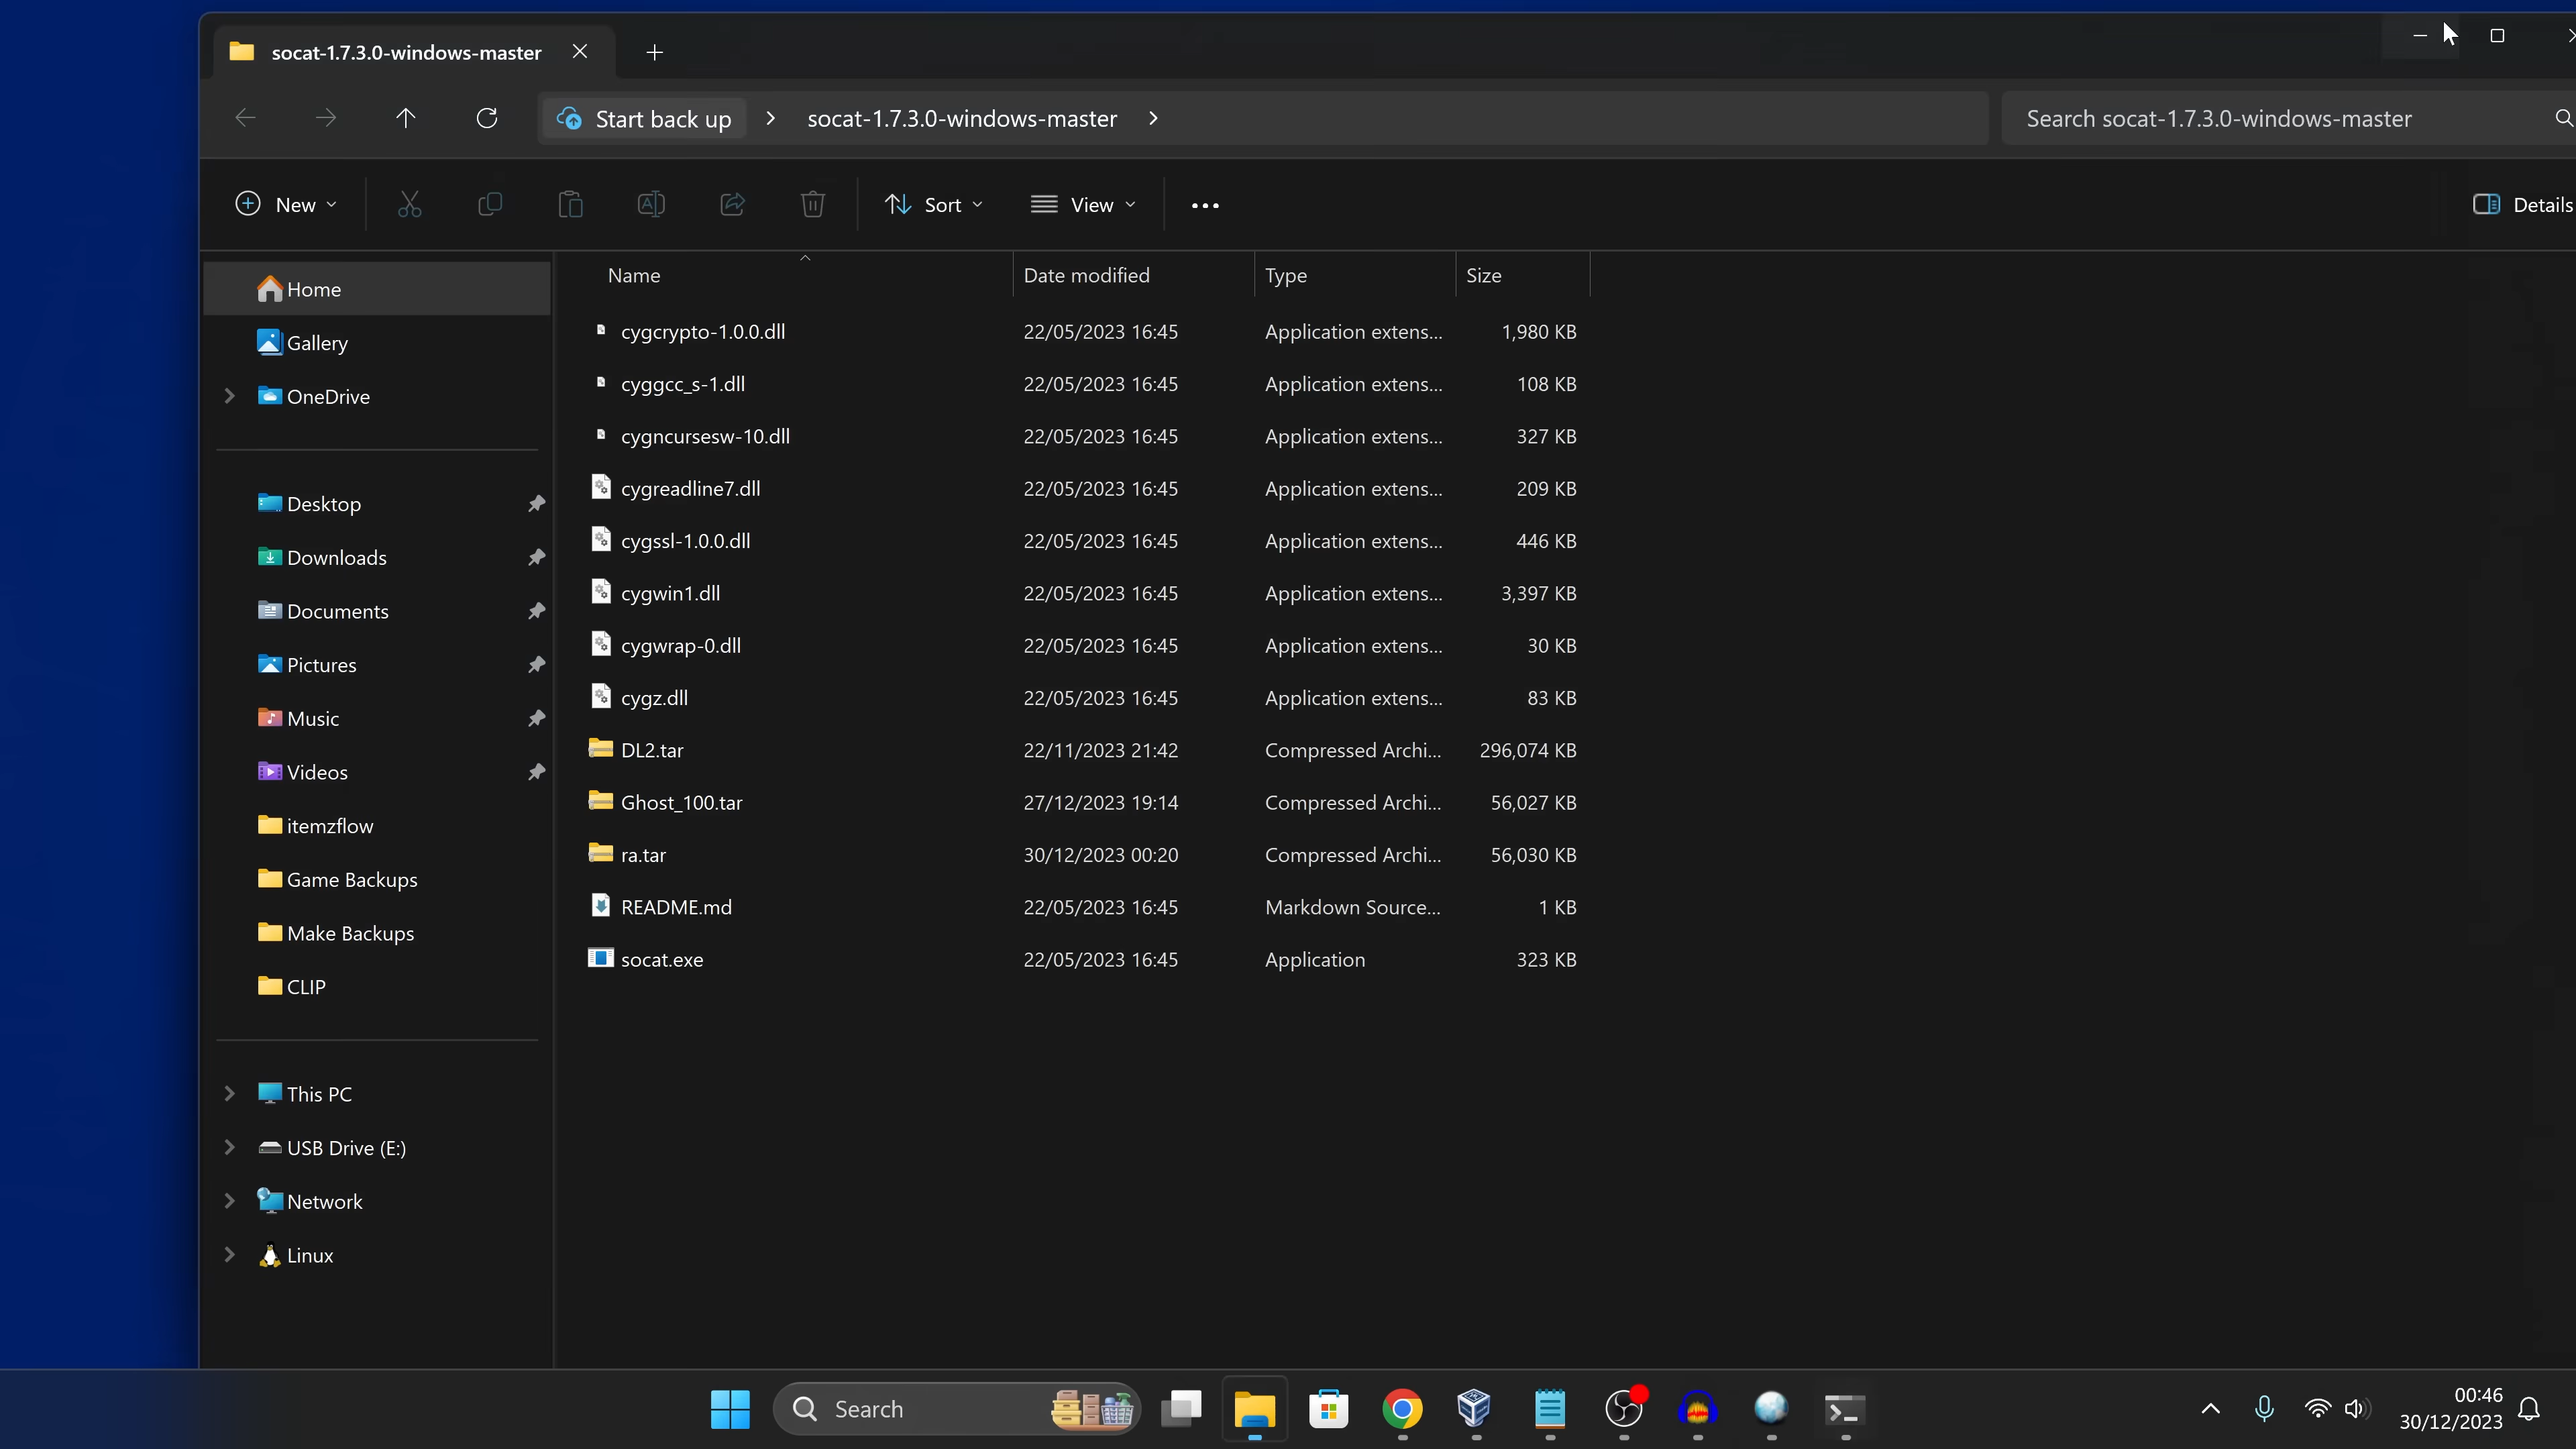 socat-1.7.3.0-windows-master
Start back up
socat-1.7.3.0-windows-master
Search socat-1.7.3.0-windows-master
New
Sort
View
Details
Name Date modified Type Size
Home
Gallery
OneDrive
Desktop
Downloads
Documents
Pictures
Music
Videos
itemzflow
Game Backups
Make Backups
CLIP
This PC
USB Drive (E:)
Network
Linux
cygcrypto-1.0.0.dll 22/05/2023 16:45 Application extens... 1,980 KB
cyggcc_s-1.dll 22/05/2023 16:45 Application extens... 108 KB
cygncursesw-10.dll 22/05/2023 16:45 Application extens... 327 KB
cygreadline7.dll 22/05/2023 16:45 Application extens... 209 KB
cygssl-1.0.0.dll 22/05/2023 16:45 Application extens... 446 KB
cygwin1.dll 22/05/2023 16:45 Application extens... 3,397 KB
cygwrap-0.dll 22/05/2023 16:45 Application extens... 30 KB
cygz.dll 22/05/2023 16:45 Application extens... 83 KB
DL2.tar 22/11/2023 21:42 Compressed Archi... 296,074 KB
Ghost_100.tar 27/12/2023 19:14 Compressed Archi... 56,027 KB
ra.tar 30/12/2023 00:20 Compressed Archi... 56,030 KB
README.md 22/05/2023 16:45 Markdown Source... 1 KB
socat.exe 22/05/2023 16:45 Application 323 KB
Search
00:46
30/12/2023